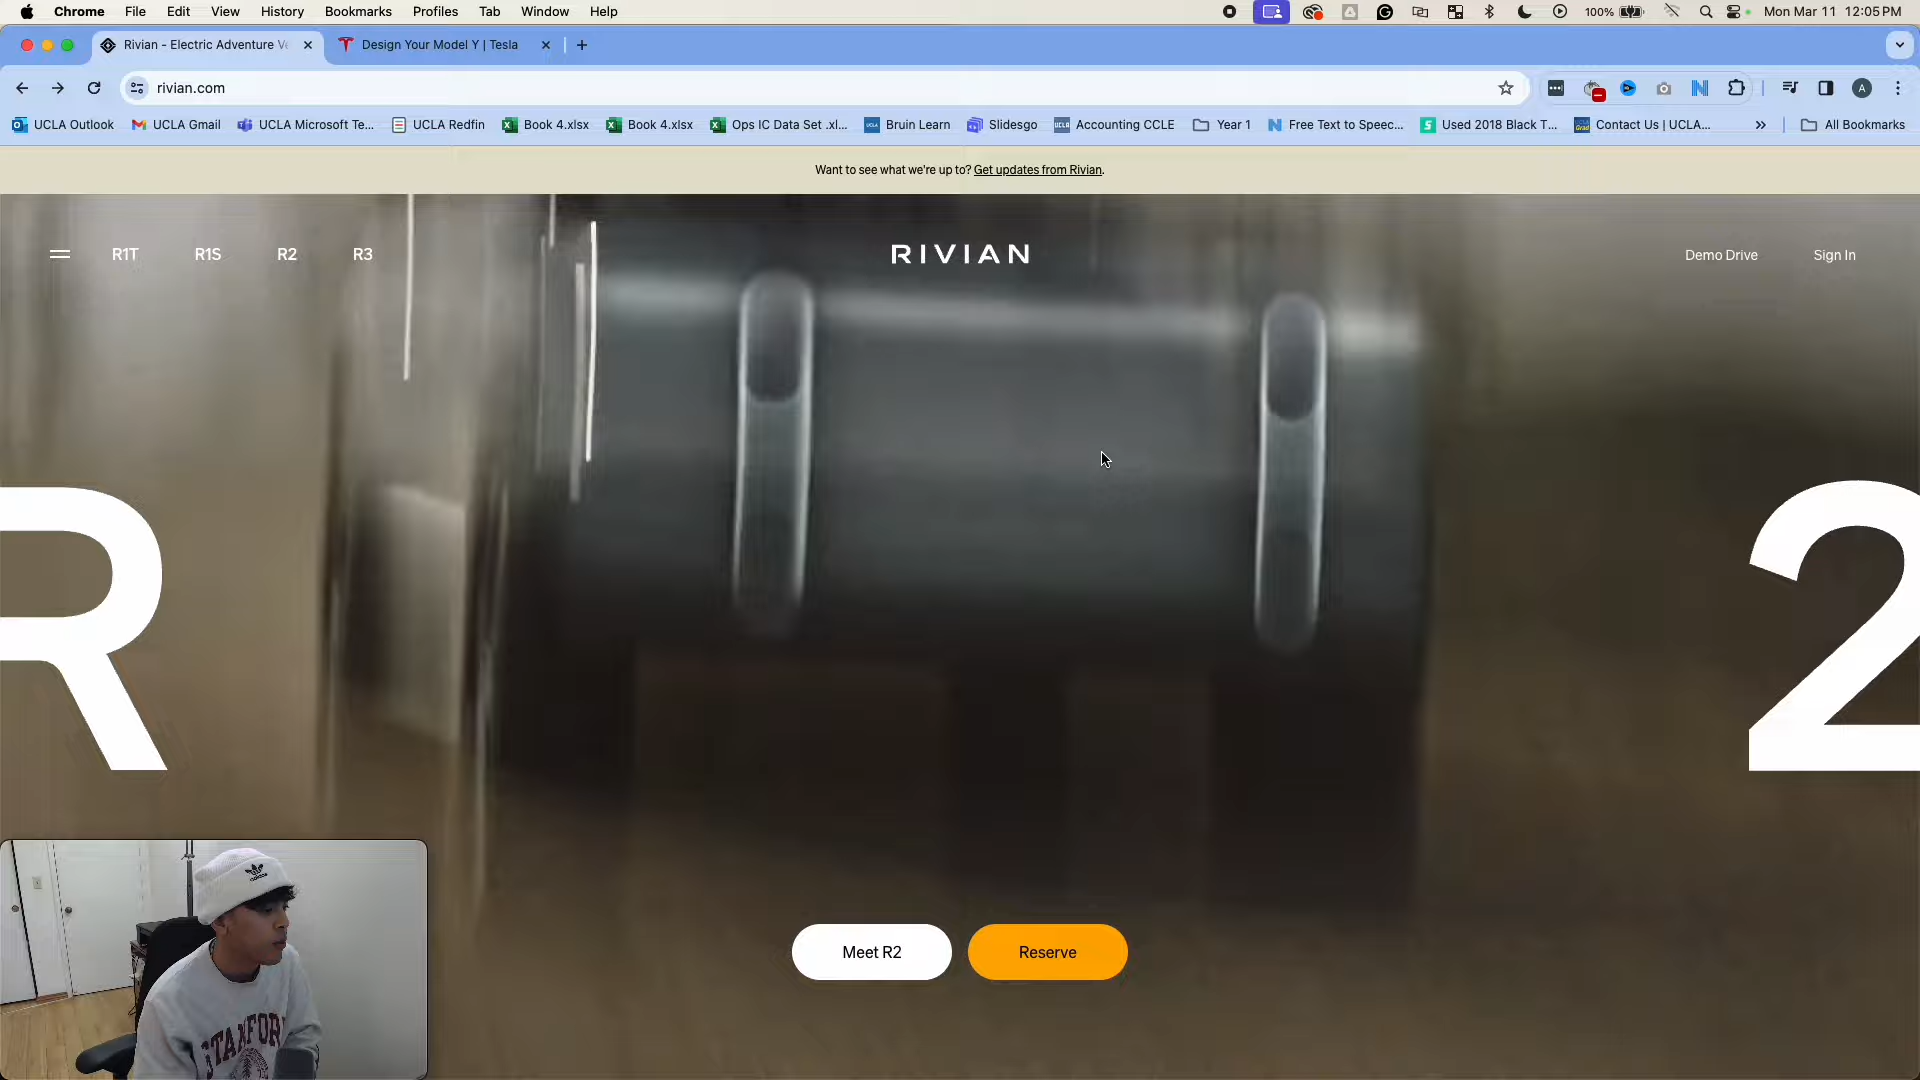 Chrome File Edit View History Bookmarks Profiles Tab Window Help 100% Mon Mar 11 12:05 PM
Rivian - Electric Adventure Ve Design Your Model Y | Tesla
rivian.com A
UCLA Outlook UCLA Gmail UCLA Microsoft Te... UCLA Redfin Book 4.xlsx Book 4.xlsx Ops IC Data Set .xl... Bruin Learn Slidesgo Accounting CCLE Year 1 Free Text to Speec... Used 2018 Black T... Contact Us | UCLA... All Bookmarks
Want to see what we're up to? Get updates from Rivian.
R1T R1S R2 R3 RIVIAN Demo Drive Sign In
R 2
Meet R2 Reserve
adidas
STANFOR